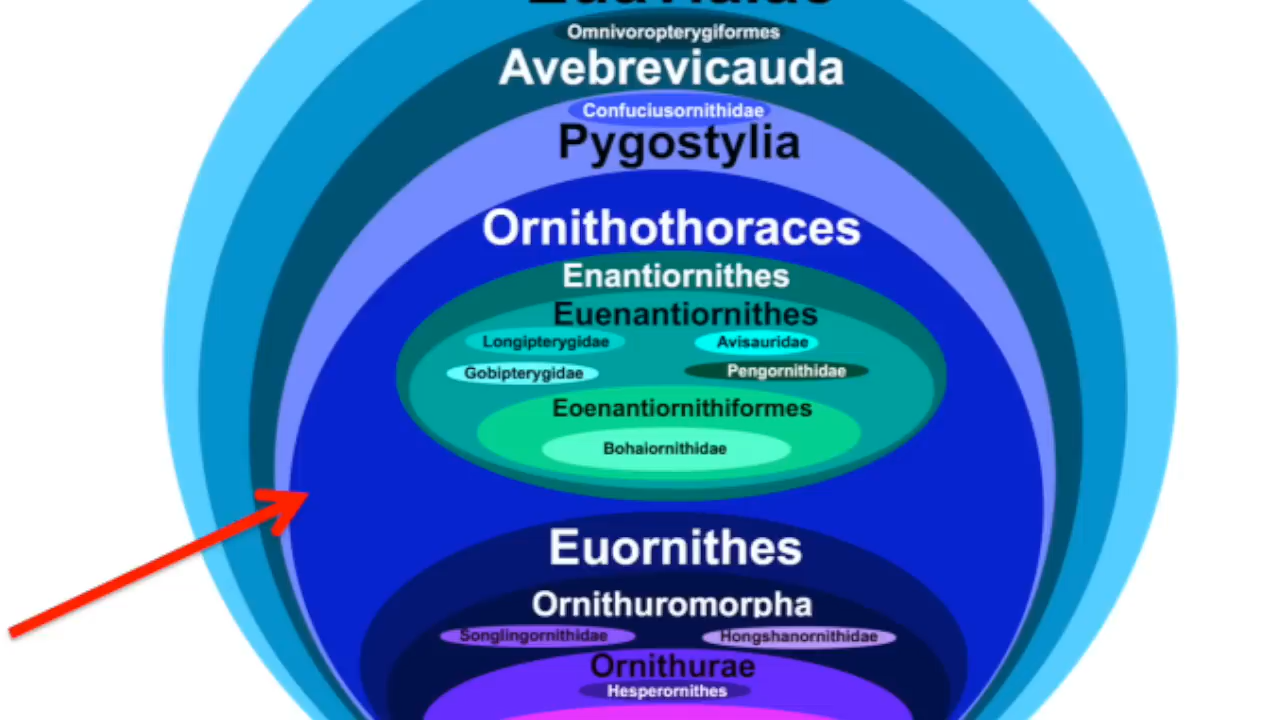 Omnivoropterygiformes
Avebrevicauda
Confuciusornithidae
Pygostylia
Ornithothoraces
Enantiornithes
Euenantiornithes
Longipterygidae Avisauridae
Gobipterygidae Pengornithidae
Eoenantiornithiformes
Bohaiornithidae
Euornithes
Ornithuromorpha
Songlingornithidae Hongshanornithidae
Ornithurae
Hesperornithes